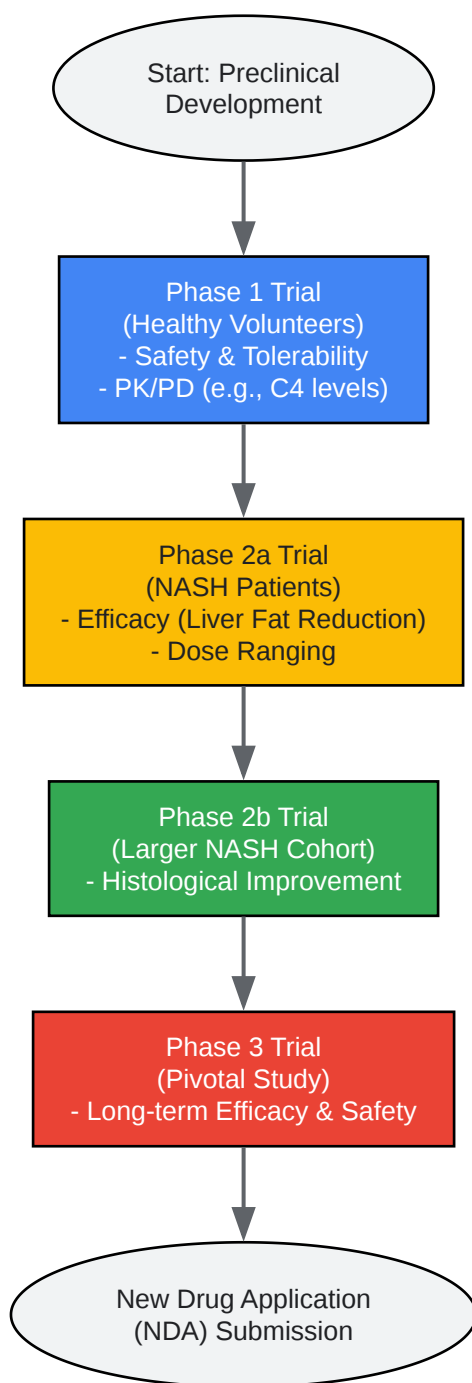 Start: Preclinical
Development
Phase 1 Trial
(Healthy Volunteers)
- Safety & Tolerability
- PK/PD (e.g., C4 levels)
Phase 2a Trial
(NASH Patients)
- Efficacy (Liver Fat Reduction)
- Dose Ranging
Phase 2b Trial
(Larger NASH Cohort)
- Histological Improvement
Phase 3 Trial
(Pivotal Study)
- Long-term Efficacy & Safety
New Drug Application
(NDA) Submission